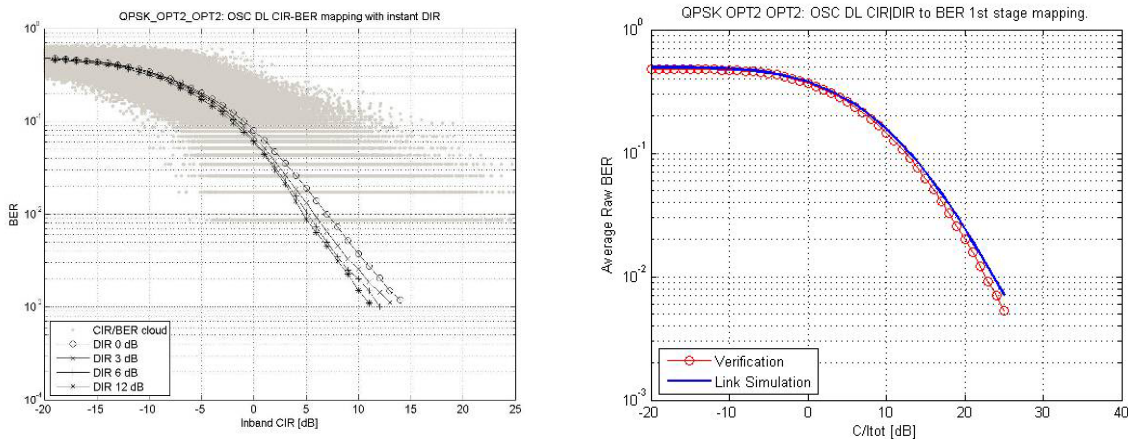 QPSK_OPT2_OPT2: OSC DL CIR-BER mapping with instant DIR
10^0
10^-1
10^-2
10^-3
10^-4
BER
CIR/BER cloud
DIR 0 dB
DIR 3 dB
DIR 6 dB
DIR 12 dB
-20 -15 -10 -5 0 5 10 15 20 25
Inband CIR [dB]
QPSK OPT2 OPT2: OSC DL CIR|DIR to BER 1st stage mapping.
10^0
10^-1
10^-2
10^-3
Average Raw BER
Verification
Link Simulation
-20 -10 0 10 20 30 40
C/Itot [dB]